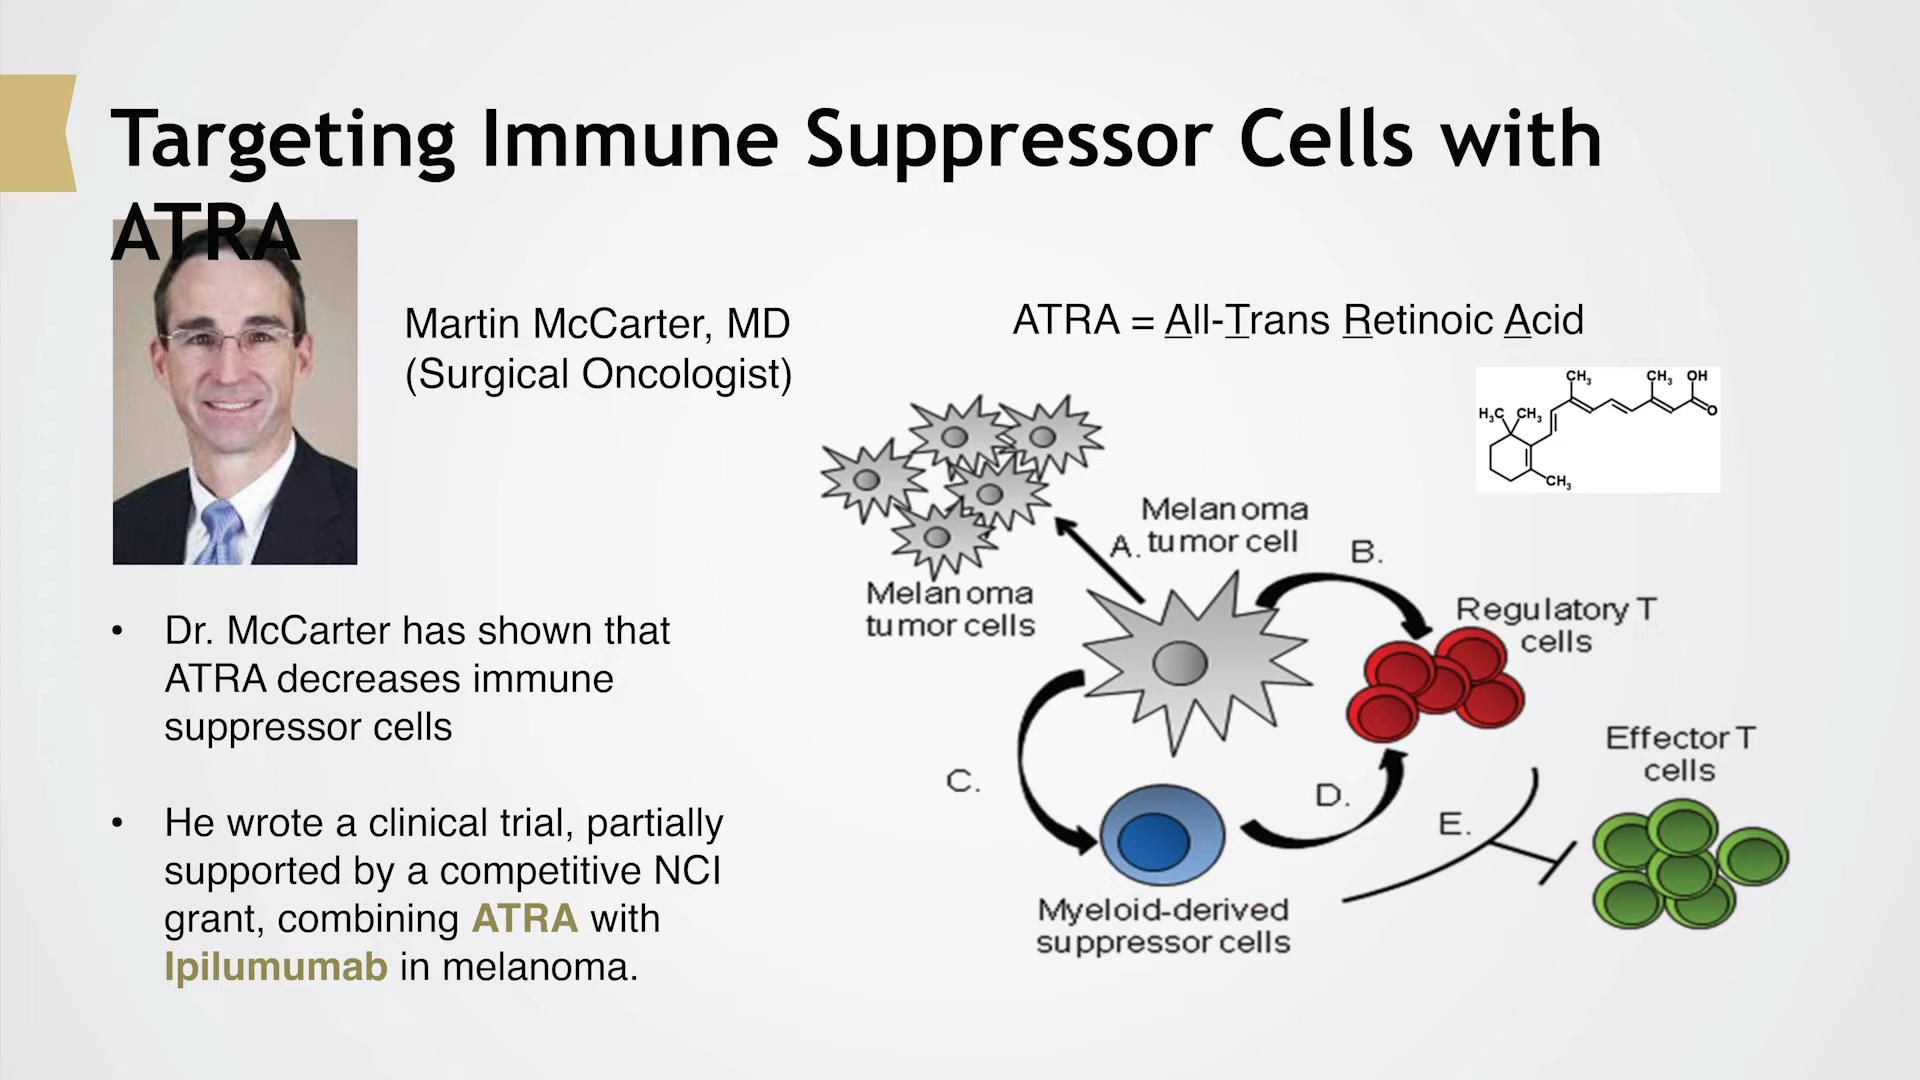 Targeting Immune Suppressor Cells with
ATRA
Martin McCarter, MD
(Surgical Oncologist)
• Dr. McCarter has shown that
ATRA decreases immune
suppressor cells
• He wrote a clinical trial, partially
supported by a competitive NCI
grant, combining ATRA with
Ipilumumab in melanoma.
ATRA = All-Trans Retinoic Acid
CH3 CH3 OH
H3C CH3 O
CH3
Melanoma
tumor cell
A.
B.
Melanoma
tumor cells
Regulatory T
cells
Effector T
cells
C.
D.
E.
Myeloid-derived
suppressor cells